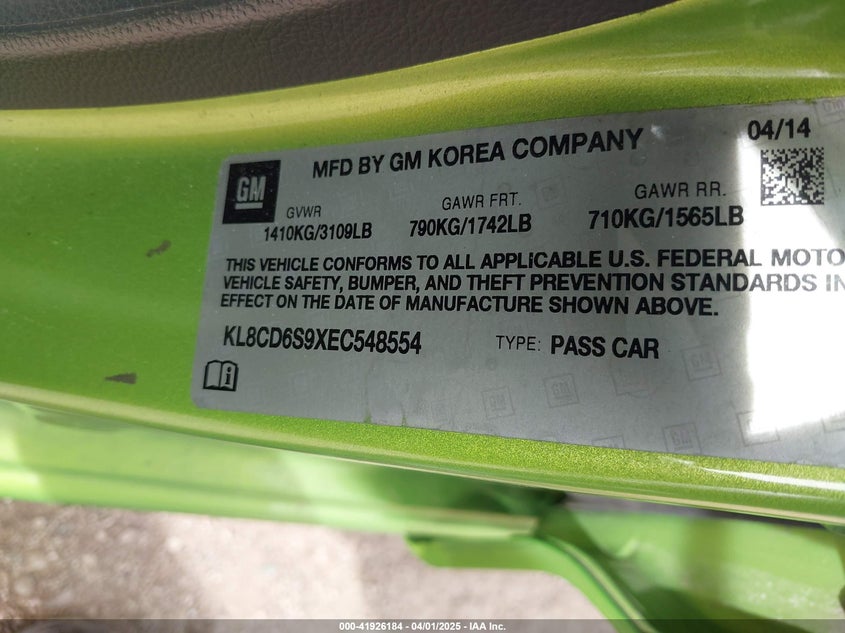 04/14
MFD BY GM KOREA COMPANY
GM
GVWR GAWR FRT. GAWR RR.
1410KG/3109LB 790KG/1742LB 710KG/1565LB
THIS VEHICLE CONFORMS TO ALL APPLICABLE U.S. FEDERAL MOTO
VEHICLE SAFETY, BUMPER, AND THEFT PREVENTION STANDARDS IN
EFFECT ON THE DATE OF MANUFACTURE SHOWN ABOVE.
KL8CD6S9XEC548554 TYPE: PASS CAR
000-41926184 - 04/01/2025 - IAA Inc.